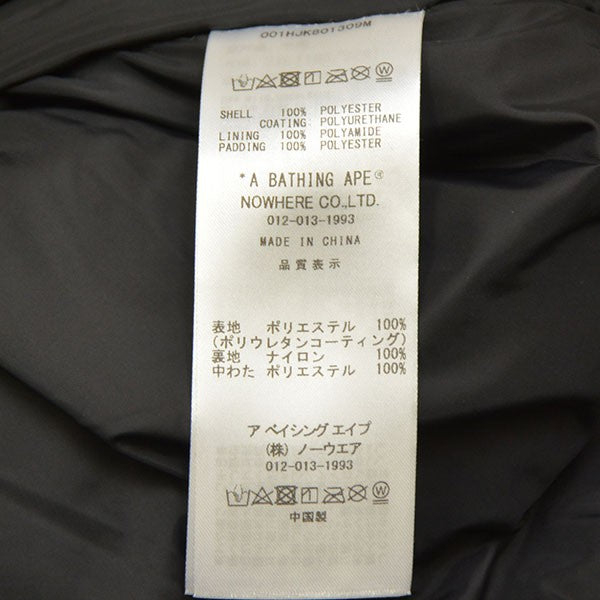 001HJK801309M
SHELL 100% POLYESTER
COATING POLYURETHANE
LINING 100% POLYAMIDE
PADDING 100% POLYESTER
*A BATHING APE®
NOWHERE CO.,LTD.
012-013-1993
MADE IN CHINA
品質表示
表地 ポリエステル 100%
(ポリウレタンコーティング)
裏地 ナイロン 100%
中わた ポリエステル 100%
ア ベイシング エイプ
(株) ノーウエア
012-013-1993
中国製